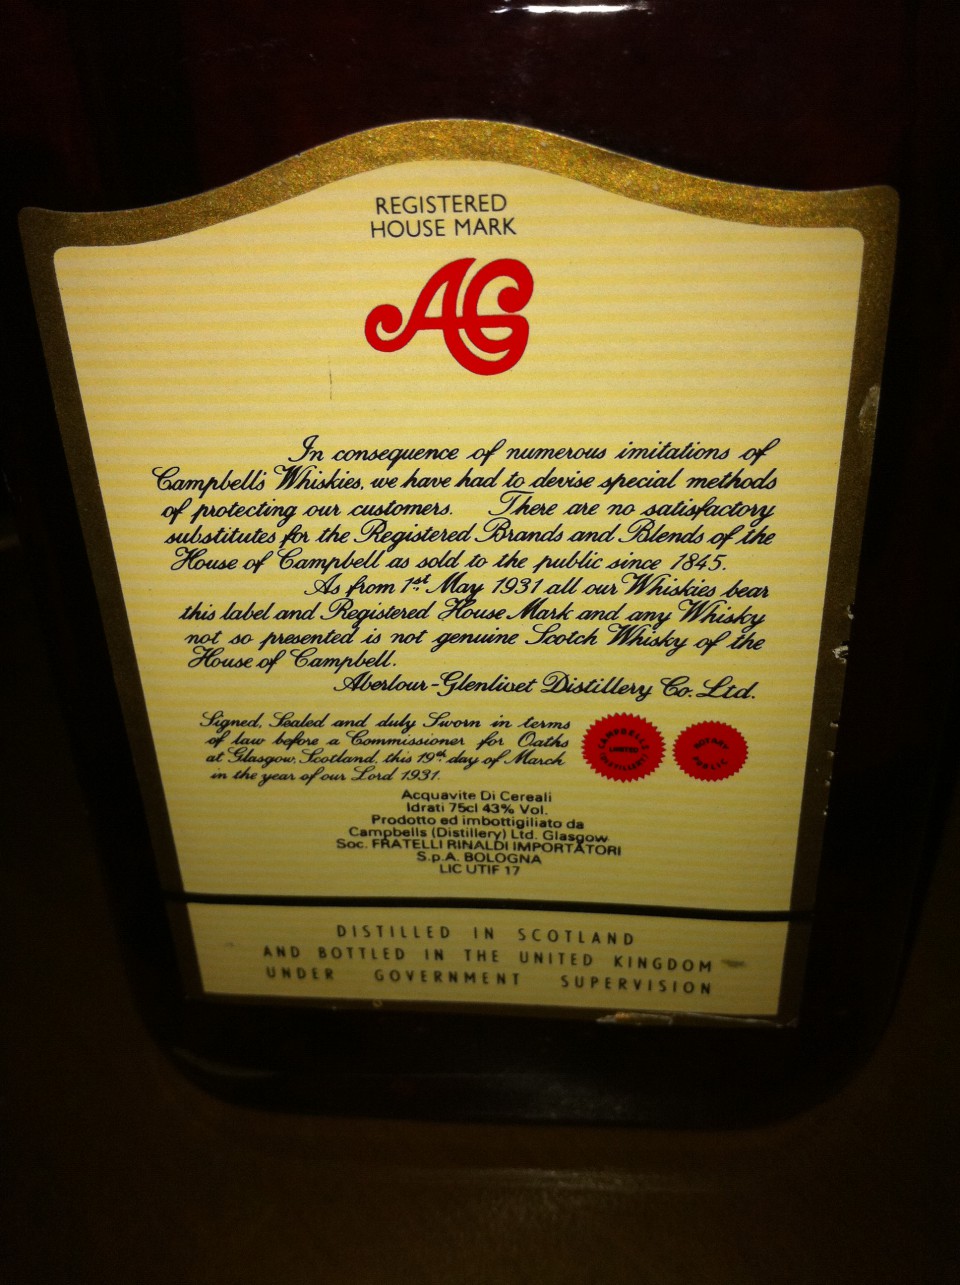 REGISTERED
HOUSE MARK
AG
In consequence of numerous imitations of
Campbell's Whiskies, we have had to devise special methods
of protecting our customers. There are no satisfactory
substitutes for the Registered Brands and Blends of the
House of Campbell as sold to the public since 1845.
As from 1st May 1931 all our Whiskies bear
this label and Registered House Mark and any Whisky
not so presented is not genuine Scotch Whisky of the
House of Campbell.
Aberlour-Glenlivet Distillery Co. Ltd.
Signed, Sealed and duly Sworn in terms
of law before a Commissioner for Oaths
at Glasgow, Scotland, this 19th day of March
in the year of our Lord 1931.
CAMPBELLS
LIMITED
(DISTILLERY)
NOTARY
PUBLIC
Acquavite Di Cereali
Idrati 75cl 43% Vol.
Prodotto ed imbottigiliato da
Campbells (Distillery) Ltd. Glasgow
Soc. FRATELLI RINALDI IMPORTATORI
S.p.A. BOLOGNA
LIC UTIF 17
DISTILLED IN SCOTLAND
AND BOTTLED IN THE UNITED KINGDOM
UNDER GOVERNMENT SUPERVISION